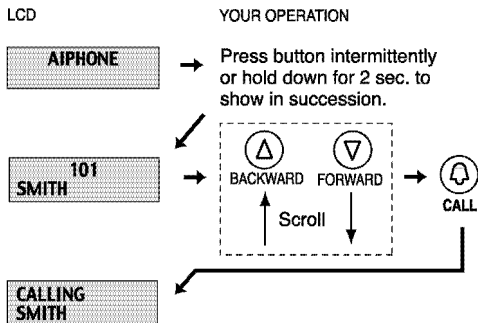 LCD YOUR OPERATION
AIPHONE
Press button intermittently
or hold down for 2 sec. to
show in succession.
101
SMITH
BACKWARD FORWARD
Scroll
CALL
CALLING
SMITH